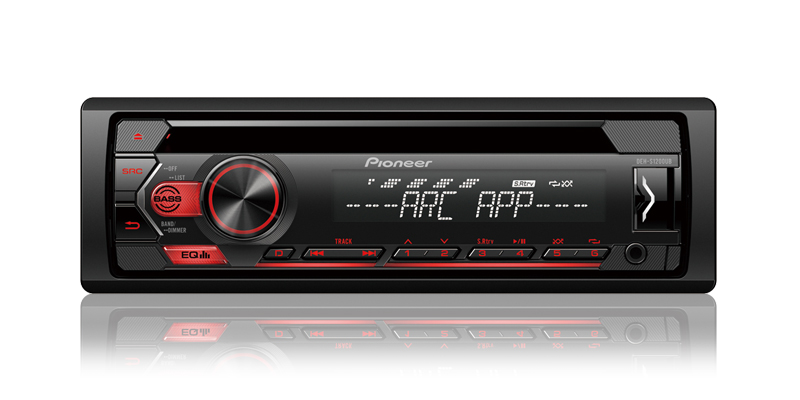 Pioneer
DEH-S1200UB
SRC
OFF
LIST
S.Rtrv
----ARC APP----
BASS
BAND/
DIMMER
TRACK
S.Rtrv
EQ
D
1 2 3 4 5 6